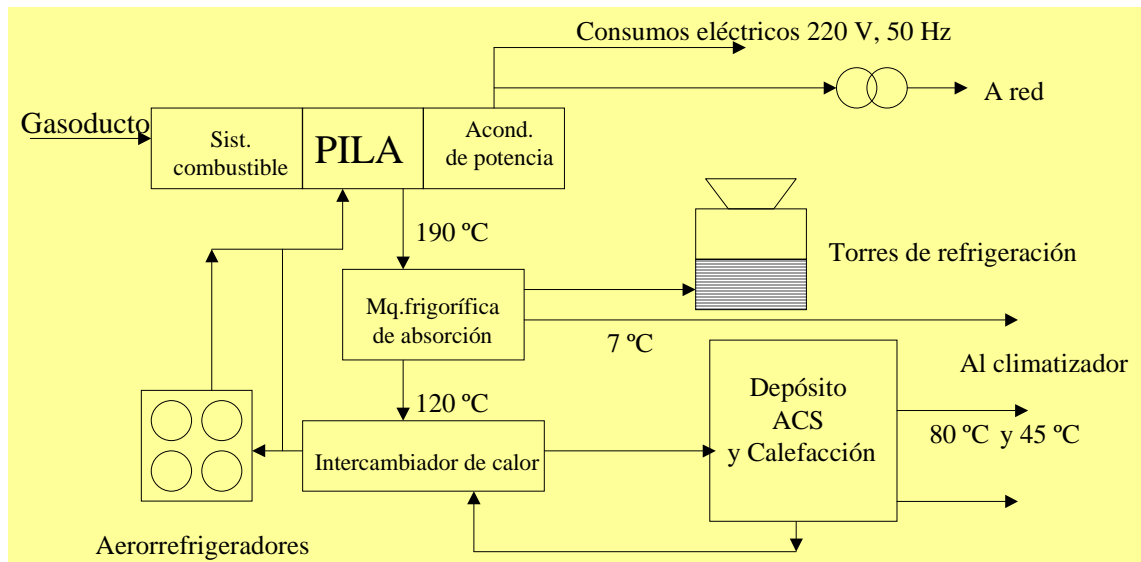 Consumos eléctricos 220 V, 50 Hz
A red
Gasoducto
Sist.
combustible
PILA
Acond.
de potencia
190 ºC
Torres de refrigeración
Mq.frigorífica
de absorción
7 ºC
Al climatizador
120 ºC
Depósito
ACS
y Calefacción
80 ºC y 45 ºC
Intercambiador de calor
Aerorrefrigeradores